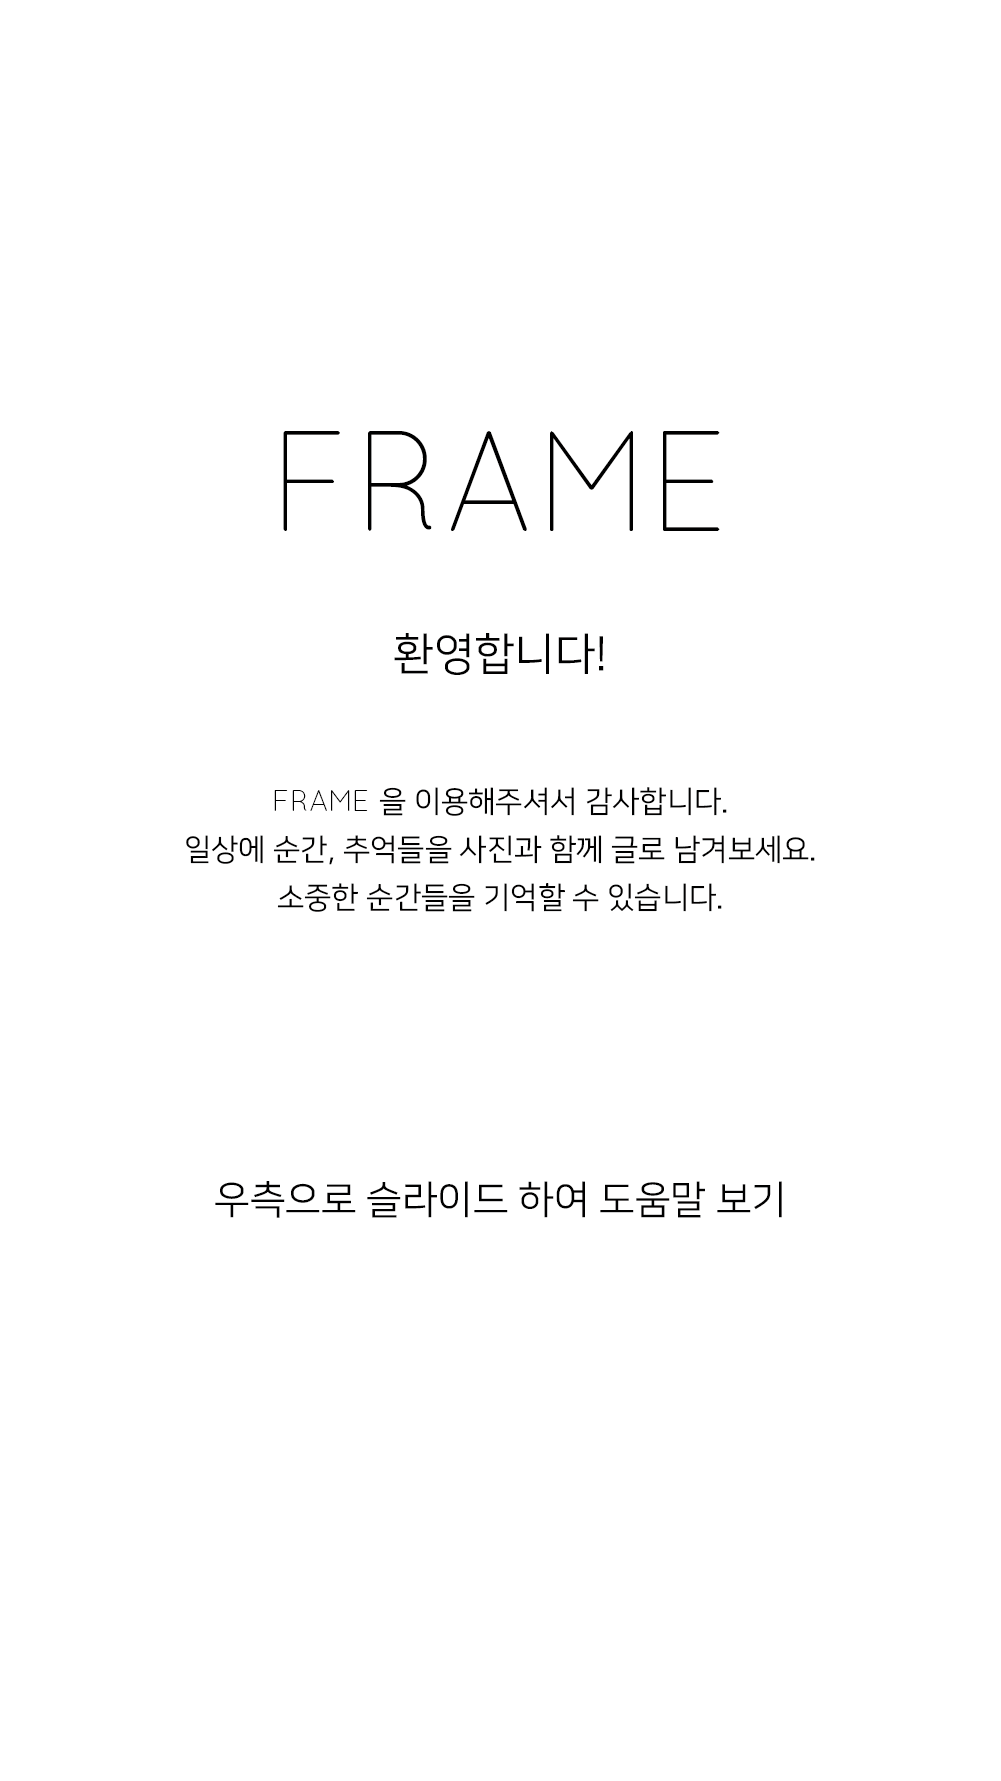 FRAME
환영합니다!
FRAME 을 이용해주셔서 감사합니다.
일상에 순간, 추억들을 사진과 함께 글로 남겨보세요.
소중한 순간들을 기억할 수 있습니다.
우측으로 슬라이드 하여 도움말 보기